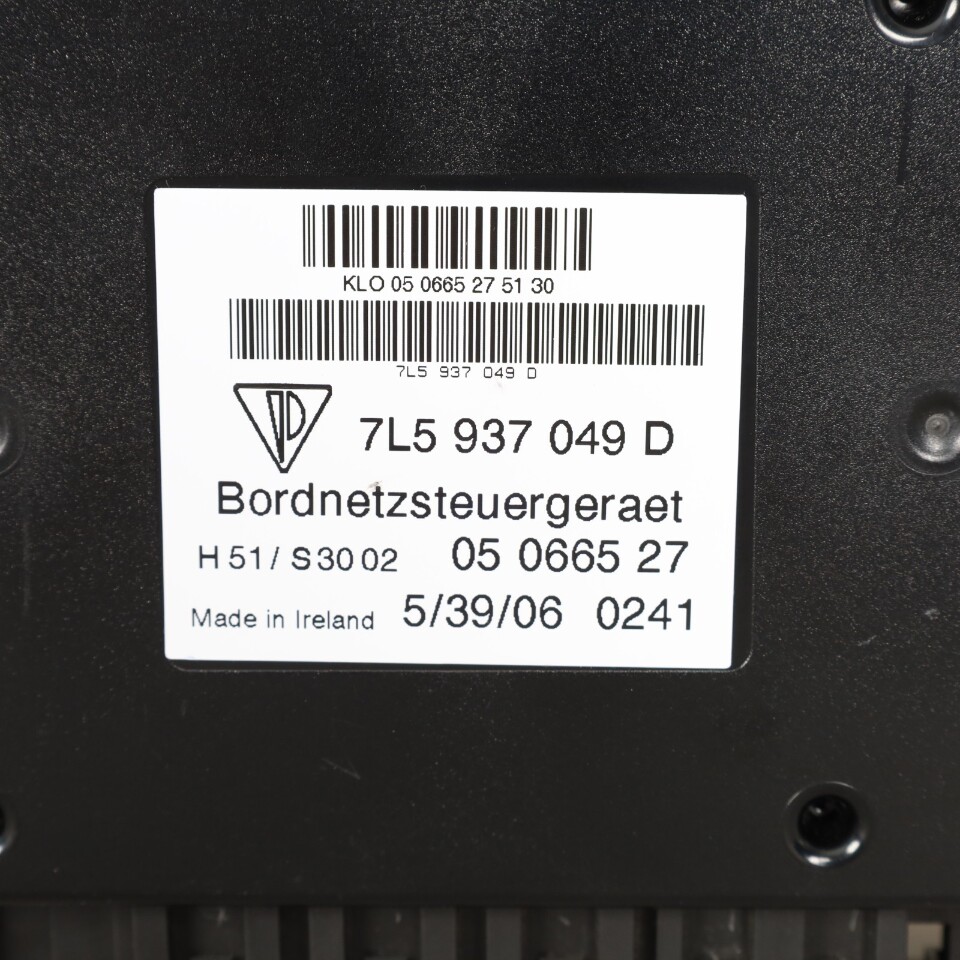 KLO 05 0665 27 51 30
7L5 937 049 D
7L5 937 049 D
Bordnetzsteuergeraet
H 51 / S 30 02 05 0665 27
Made in Ireland 5/39/06 0241